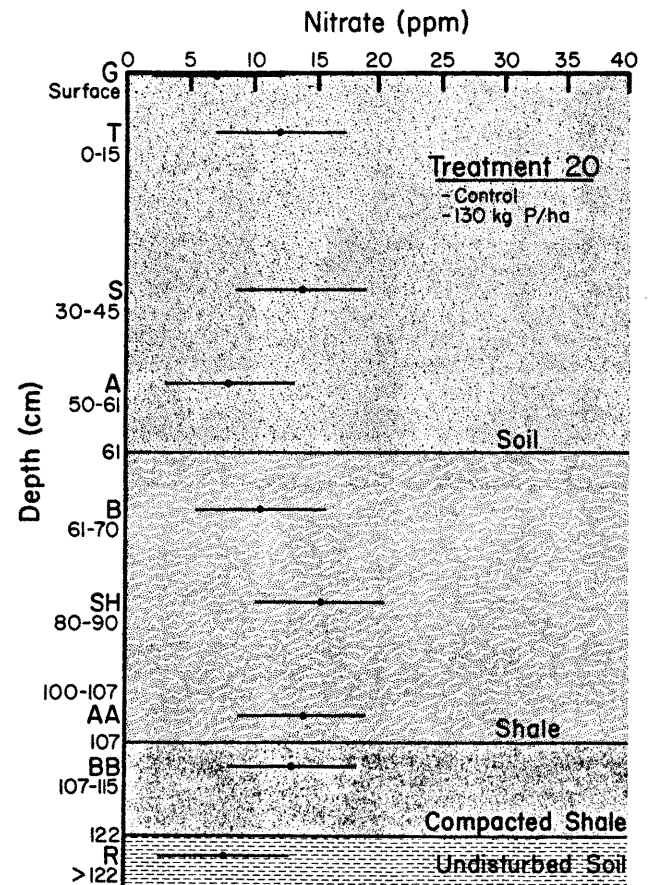 Nitrate (ppm)
0 5 10 15 20 25 30 35 40
G
Surface
T
0-15
Treatment 20
-Control
-130 kg P/ha
S
30-45
A
50-61
Soil
61
Depth (cm)
B
61-70
SH
80-90
100-107
AA
Shale
107
BB
107-115
Compacted Shale
122
R
>122
Undisturbed Soil